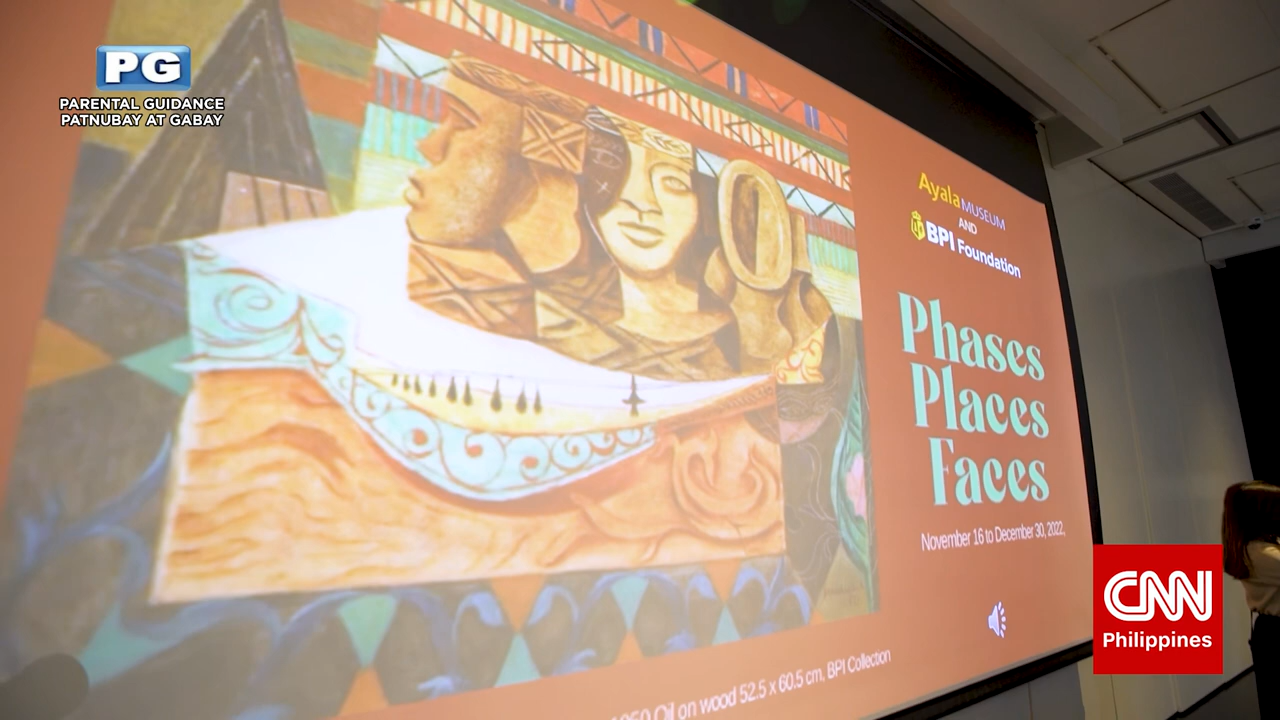 PG
PARENTAL GUIDANCE
PATNUBAY AT GABAY
Ayala MUSEUM
AND
BPI Foundation
Phases
Places
Faces
November 16 to December 30, 2022,
Oil on wood 52.5 x 60.5 cm, BPI Collection
CNN
Philippines